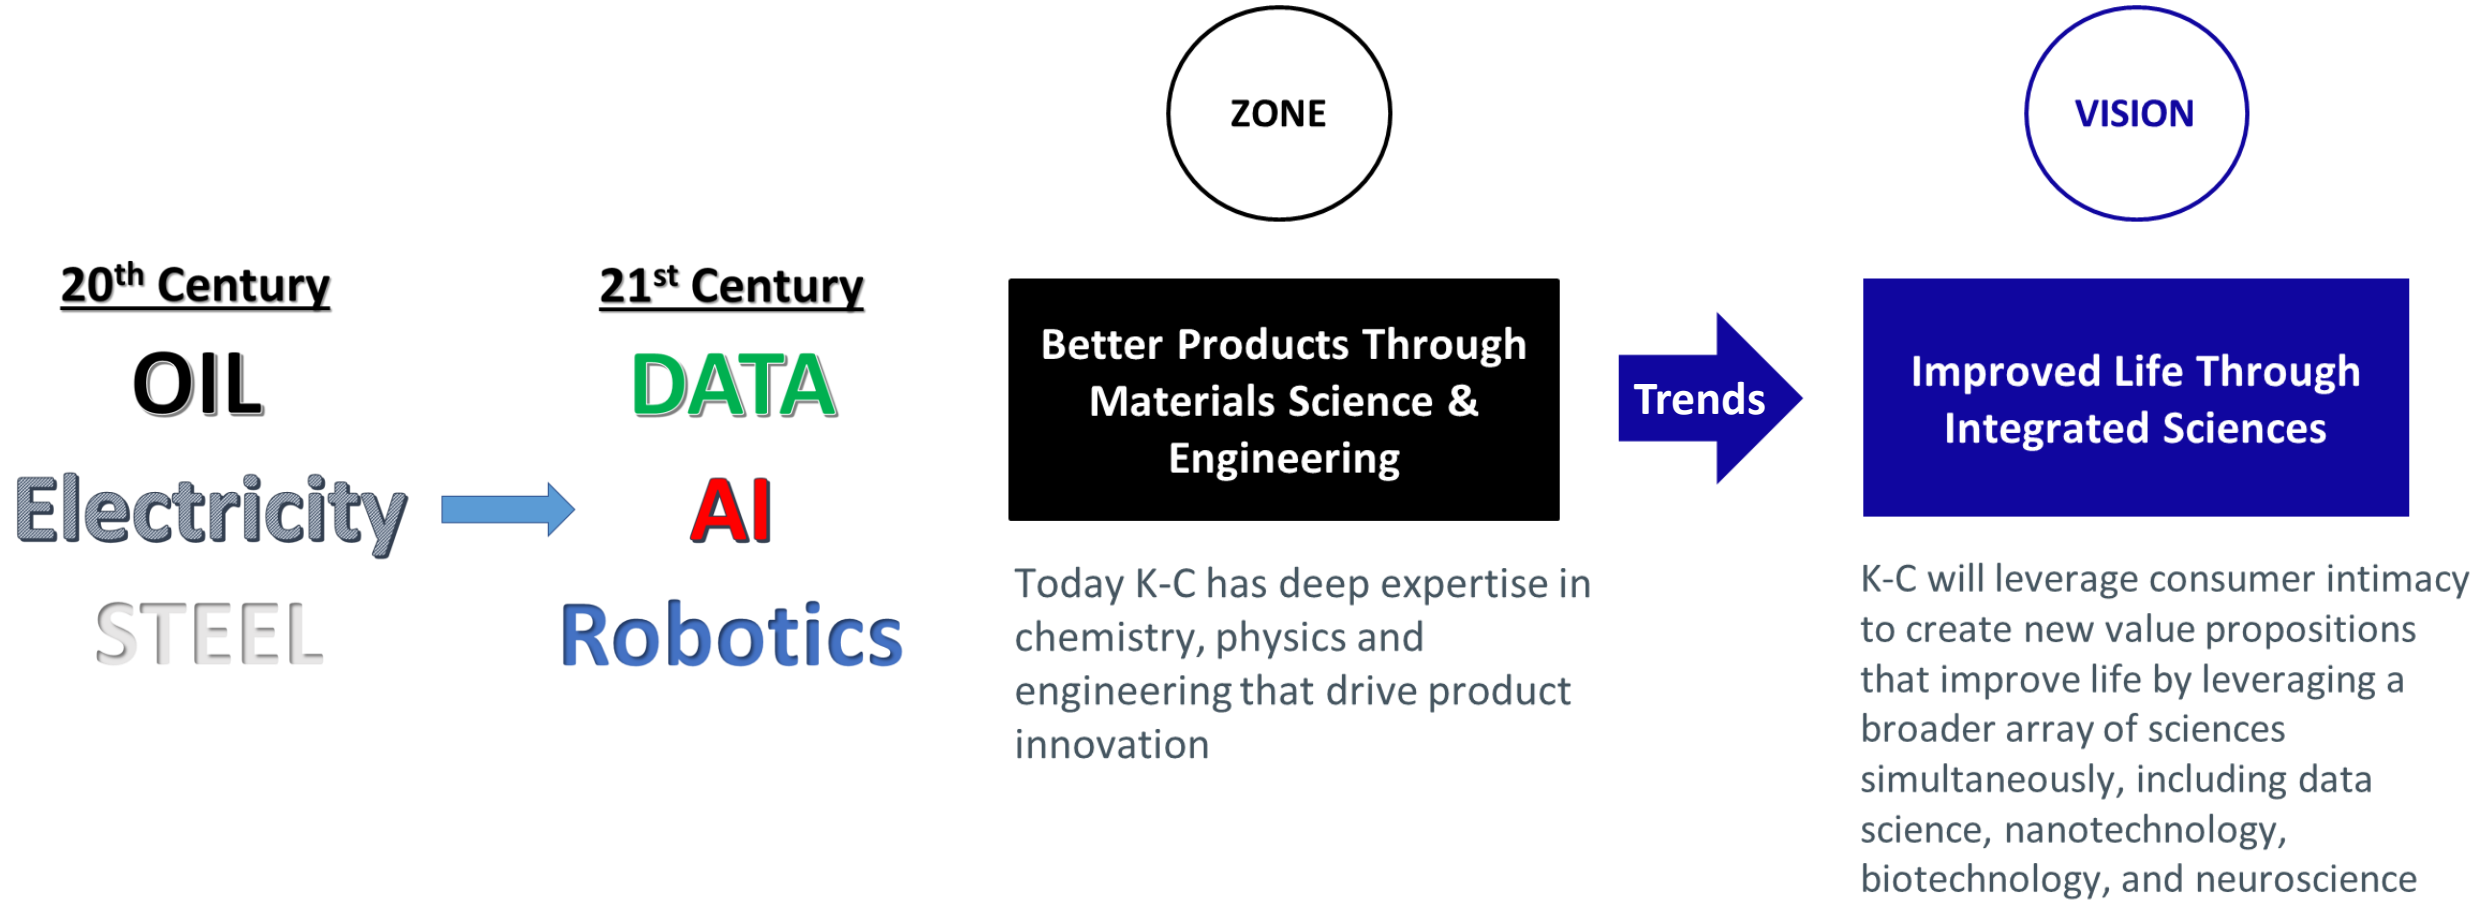 20th Century
OIL
Electricity
STEEL
21st Century
DATA
AI
Robotics
ZONE
Better Products Through
Materials Science &
Engineering
Today K-C has deep expertise in
chemistry, physics and
engineering that drive product
innovation
Trends
VISION
Improved Life Through
Integrated Sciences
K-C will leverage consumer intimacy
to create new value propositions
that improve life by leveraging a
broader array of sciences
simultaneously, including data
science, nanotechnology,
biotechnology, and neuroscience